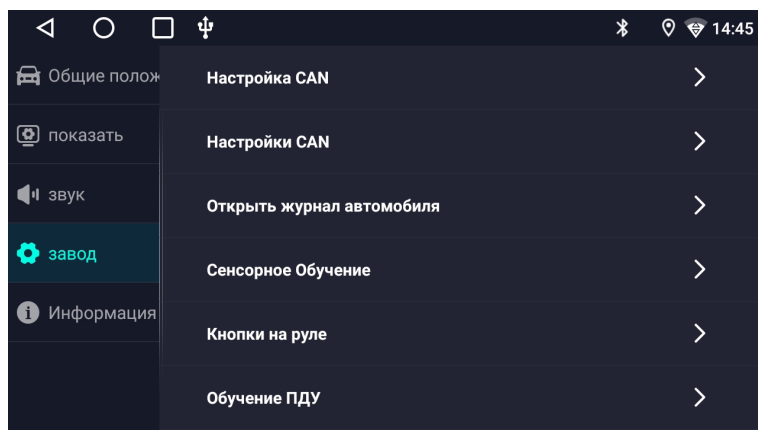 14:45
Общие полож
показать
звук
завод
Информация
Настройка CAN
Настройки CAN
Открыть журнал автомобиля
Сенсорное Обучение
Кнопки на руле
Обучение ПДУ